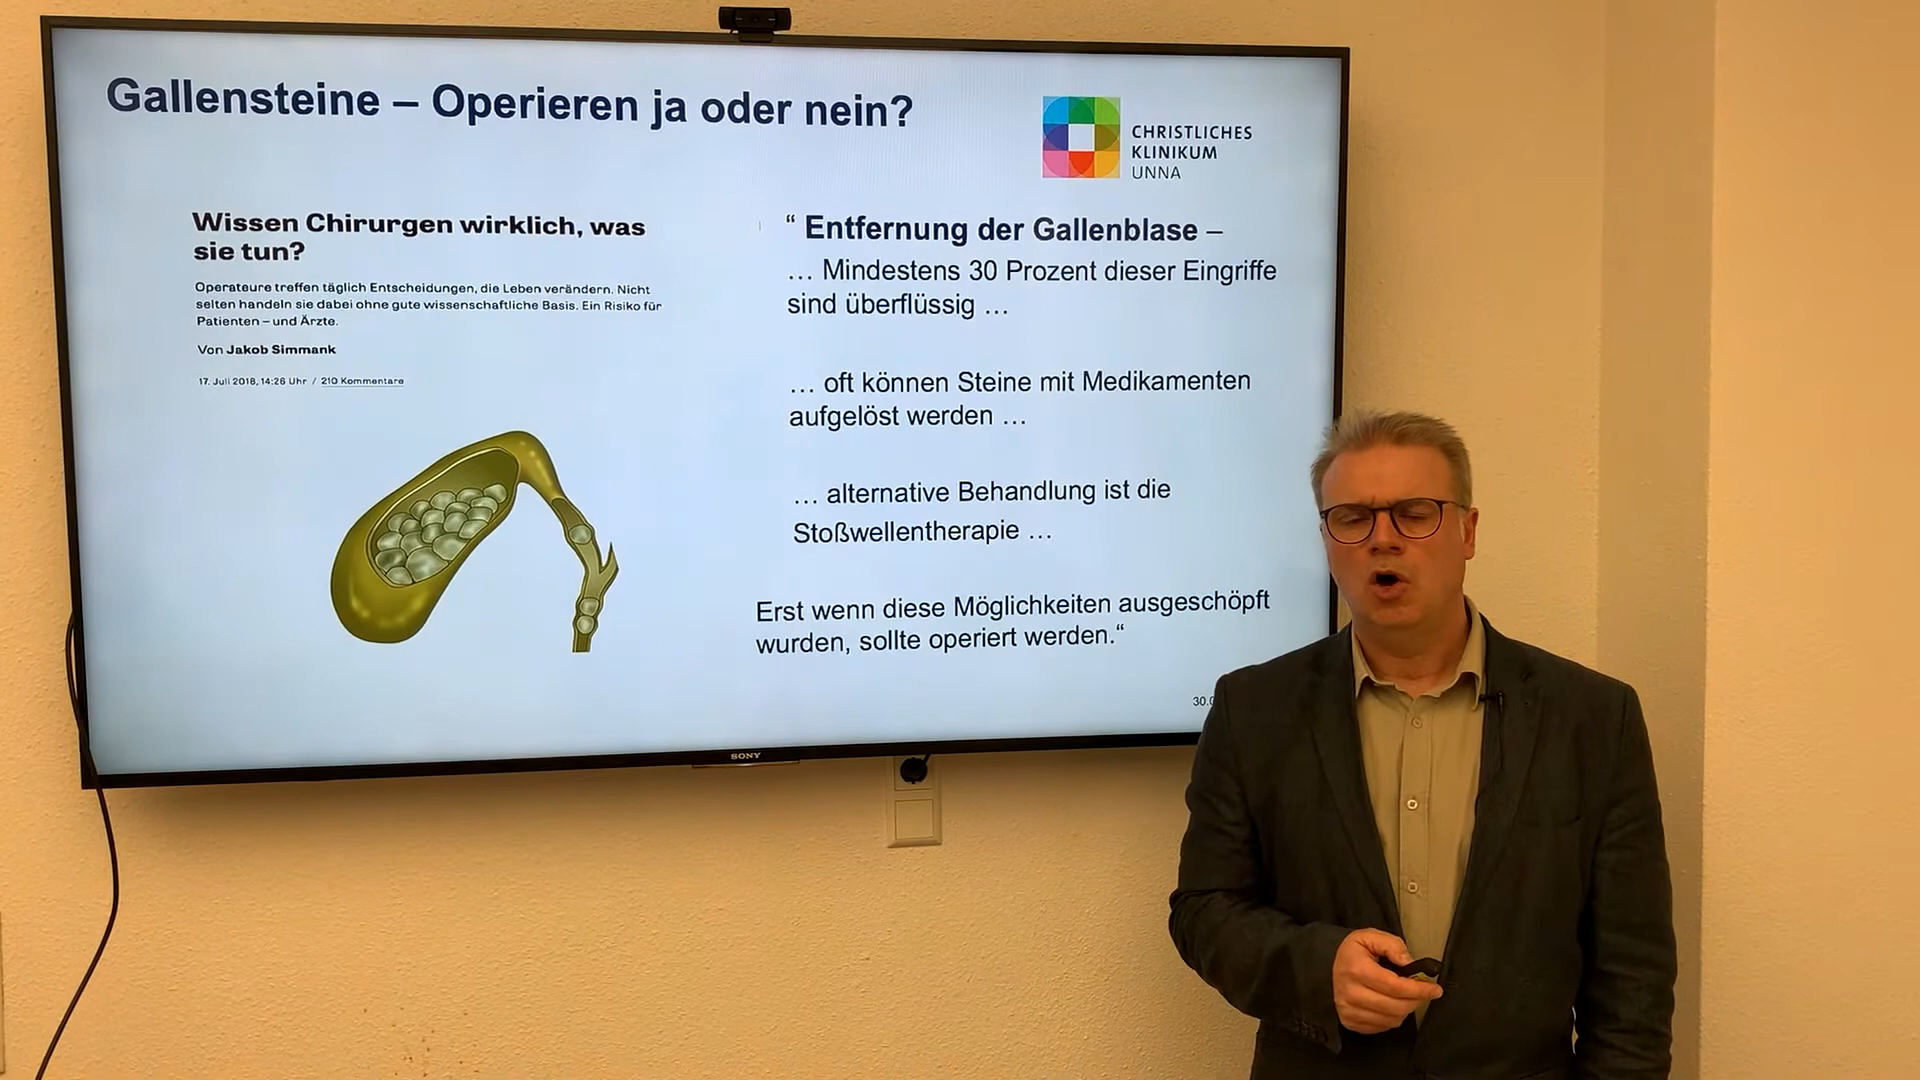 Gallensteine – Operieren ja oder nein?
CHRISTLICHES
KLINIKUM
UNNA
Wissen Chirurgen wirklich, was
sie tun?
Operateure treffen täglich Entscheidungen, die Leben verändern. Nicht
selten handeln sie dabei ohne gute wissenschaftliche Basis. Ein Risiko für
Patienten – und Ärzte.
Von Jakob Simmank
17. Juli 2018, 14:26 Uhr / 210 Kommentare
“ Entfernung der Gallenblase –
… Mindestens 30 Prozent dieser Eingriffe
sind überflüssig …
… oft können Steine mit Medikamenten
aufgelöst werden …
… alternative Behandlung ist die
Stoßwellentherapie …
Erst wenn diese Möglichkeiten ausgeschöpft
wurden, sollte operiert werden.“
SONY